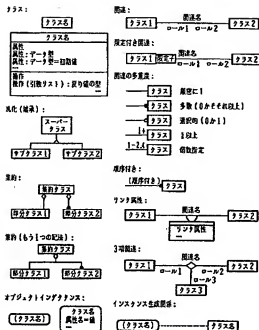 クラス：
クラス名
クラス名
属性
属性：データ型
属性：データ型＝初期値
操作
操作(引数リスト)：戻り値の型
汎化(継承)：
スーパー
クラス
サブクラス1
サブクラス2
集約：
集約クラス
部分クラス1
部分クラス2
集約(もう1つの記法)：
集約クラス
部分クラス1
部分クラス2
オブジェクトインスタンス：
(クラス名)
(クラス名)
属性名＝値
関連：
クラス1
関連名
ロール1
ロール2
クラス2
限定付き関連：
クラス1
限定子
関連名
ロール1
ロール2
クラス2
関連の多重度：
クラス
厳密に1
クラス
多数(0かそれ以上)
クラス
選択的(0か1)
1+
クラス
1以上
1-2,4
クラス
個数指定
順序付き：
(順序付き)
クラス
リンク属性：
クラス1
関連名
クラス2
リンク属性
3項関連：
クラス1
関連名
ロール1
ロール2
クラス2
ロール3
クラス3
インスタンス生成関係：
(クラス名)
クラス名